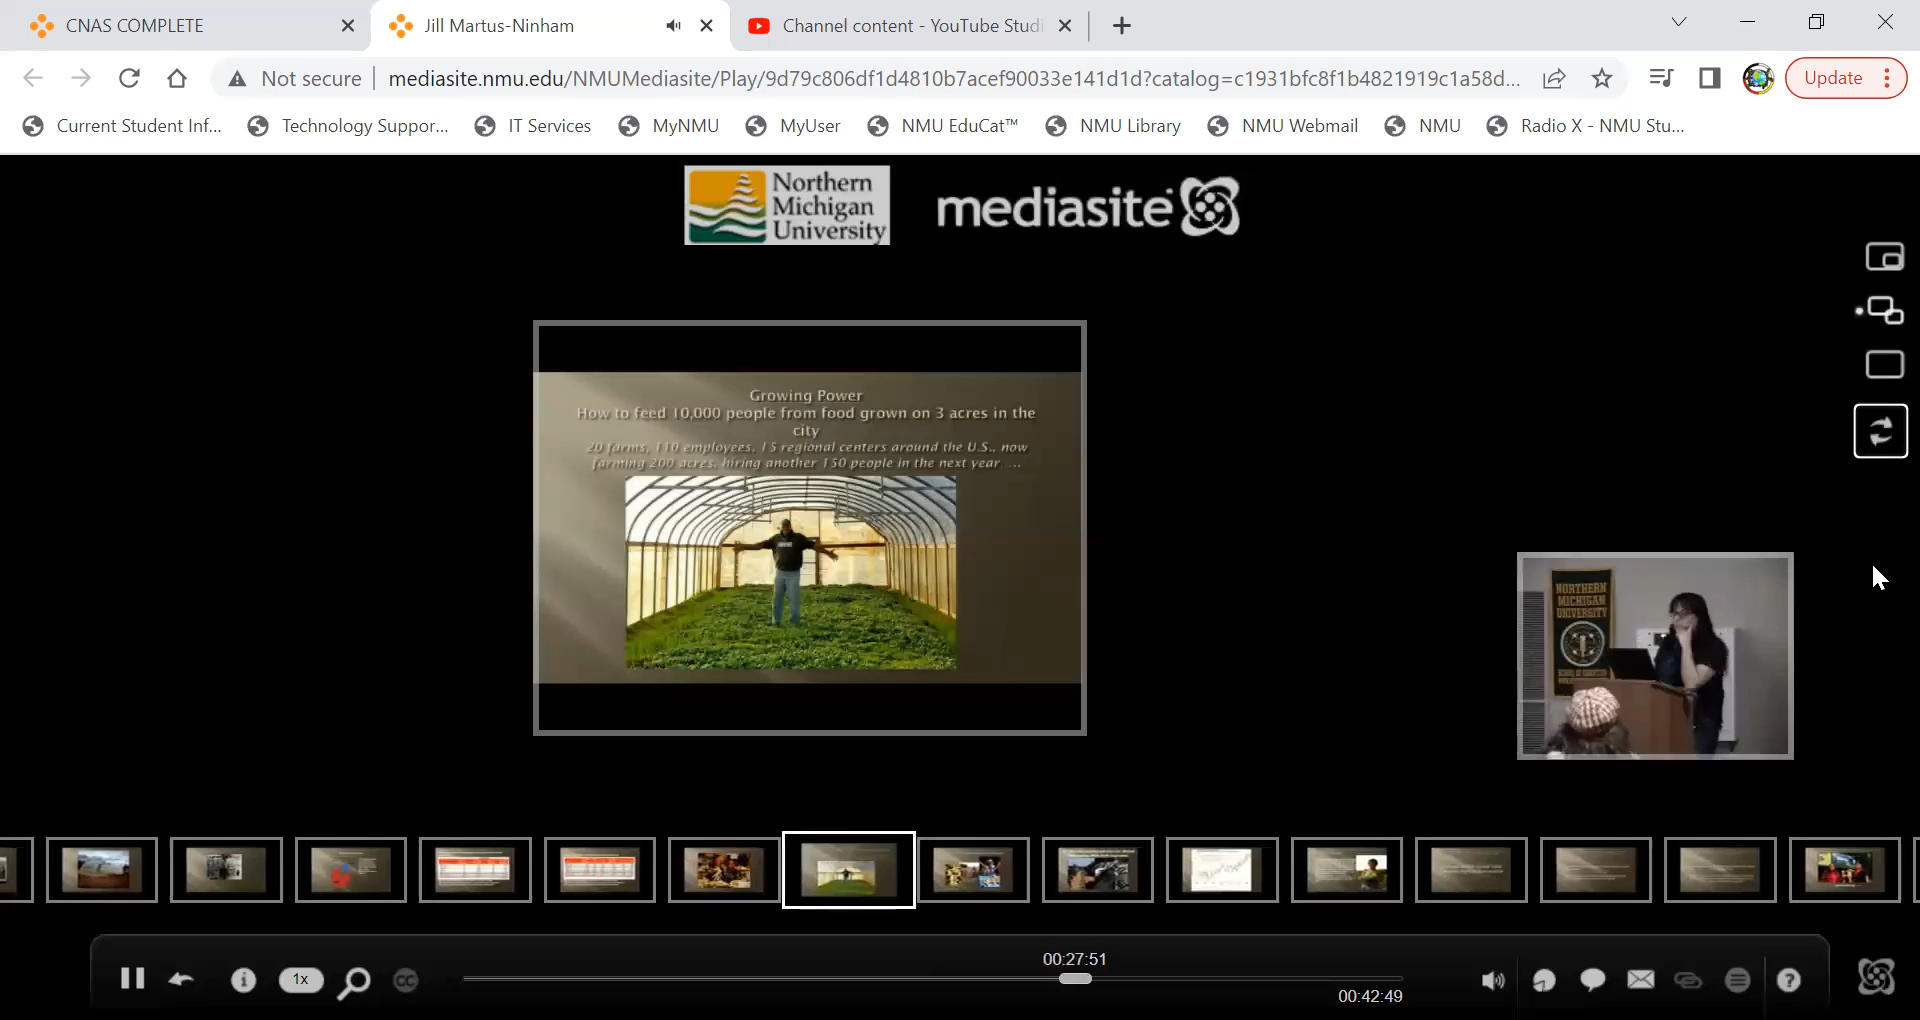 CNAS COMPLETE
Jill Martus-Ninham
Channel content - YouTube Studi
Not secure
mediasite.nmu.edu/NMUMediasite/Play/9d79c806df1d4810b7acef90033e141d1d?catalog=c1931bfc8f1b4821919c1a58d...
Update
Current Student Inf...
Technology Suppor...
IT Services
MyNMU
MyUser
NMU EduCat™
NMU Library
NMU Webmail
NMU
Radio X - NMU Stu...
Northern
Michigan
University
mediasite
Growing Power
How to feed 10,000 people from food grown on 3 acres in the
city
20 farms, 110 employees, 15 regional centers around the U.S., now
farming 200 acres, hiring another 150 people in the next year ...
NORTHERN
MICHIGAN
UNIVERSITY
SCHOOL OF
1x
CC
00:27:51
00:42:49